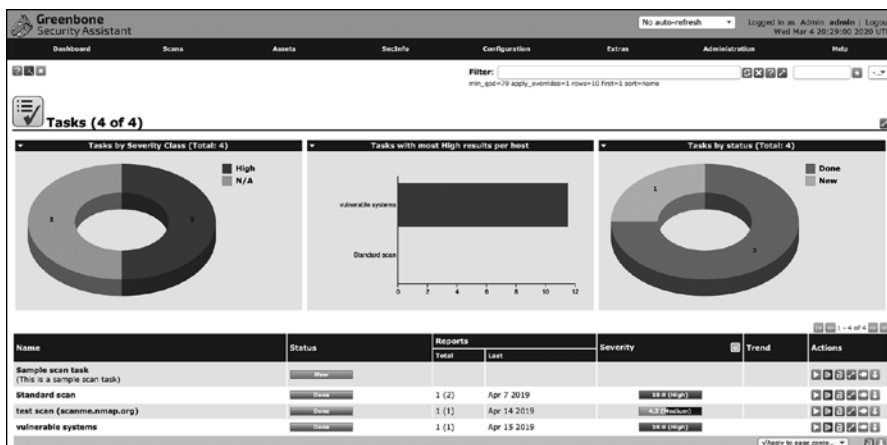 Greenbone
Security Assistant
No auto-refresh
Logged in as Admin admin | Logou
Wed Mar 4 20:29:00 2020 UT
Dashboard Scans Assets SecInfo Configuration Extras Administration Help
Filter:
min_qod=70 apply_overrides=1 rows=10 first=1 sort=name
Tasks (4 of 4)
Tasks by Severity Class (Total: 4)
High
N/A
2
2
Tasks with most High results per host
vulnerable systems
Standard scan
0 2 4 6 8 10 12
Tasks by status (Total: 4)
Done
New
1
3
1 - 4 of 4
Name Status Reports Severity Trend Actions
Total Last
Sample scan task
(This is a sample scan task)
New
Standard scan Done 1 (2) Apr 7 2019 10.0 (High)
test scan (scanme.nmap.org) Done 1 (1) Apr 14 2019 4.3 (Medium)
vulnerable systems Done 1 (1) Apr 15 2019 10.0 (High)
√Apply to page conte...